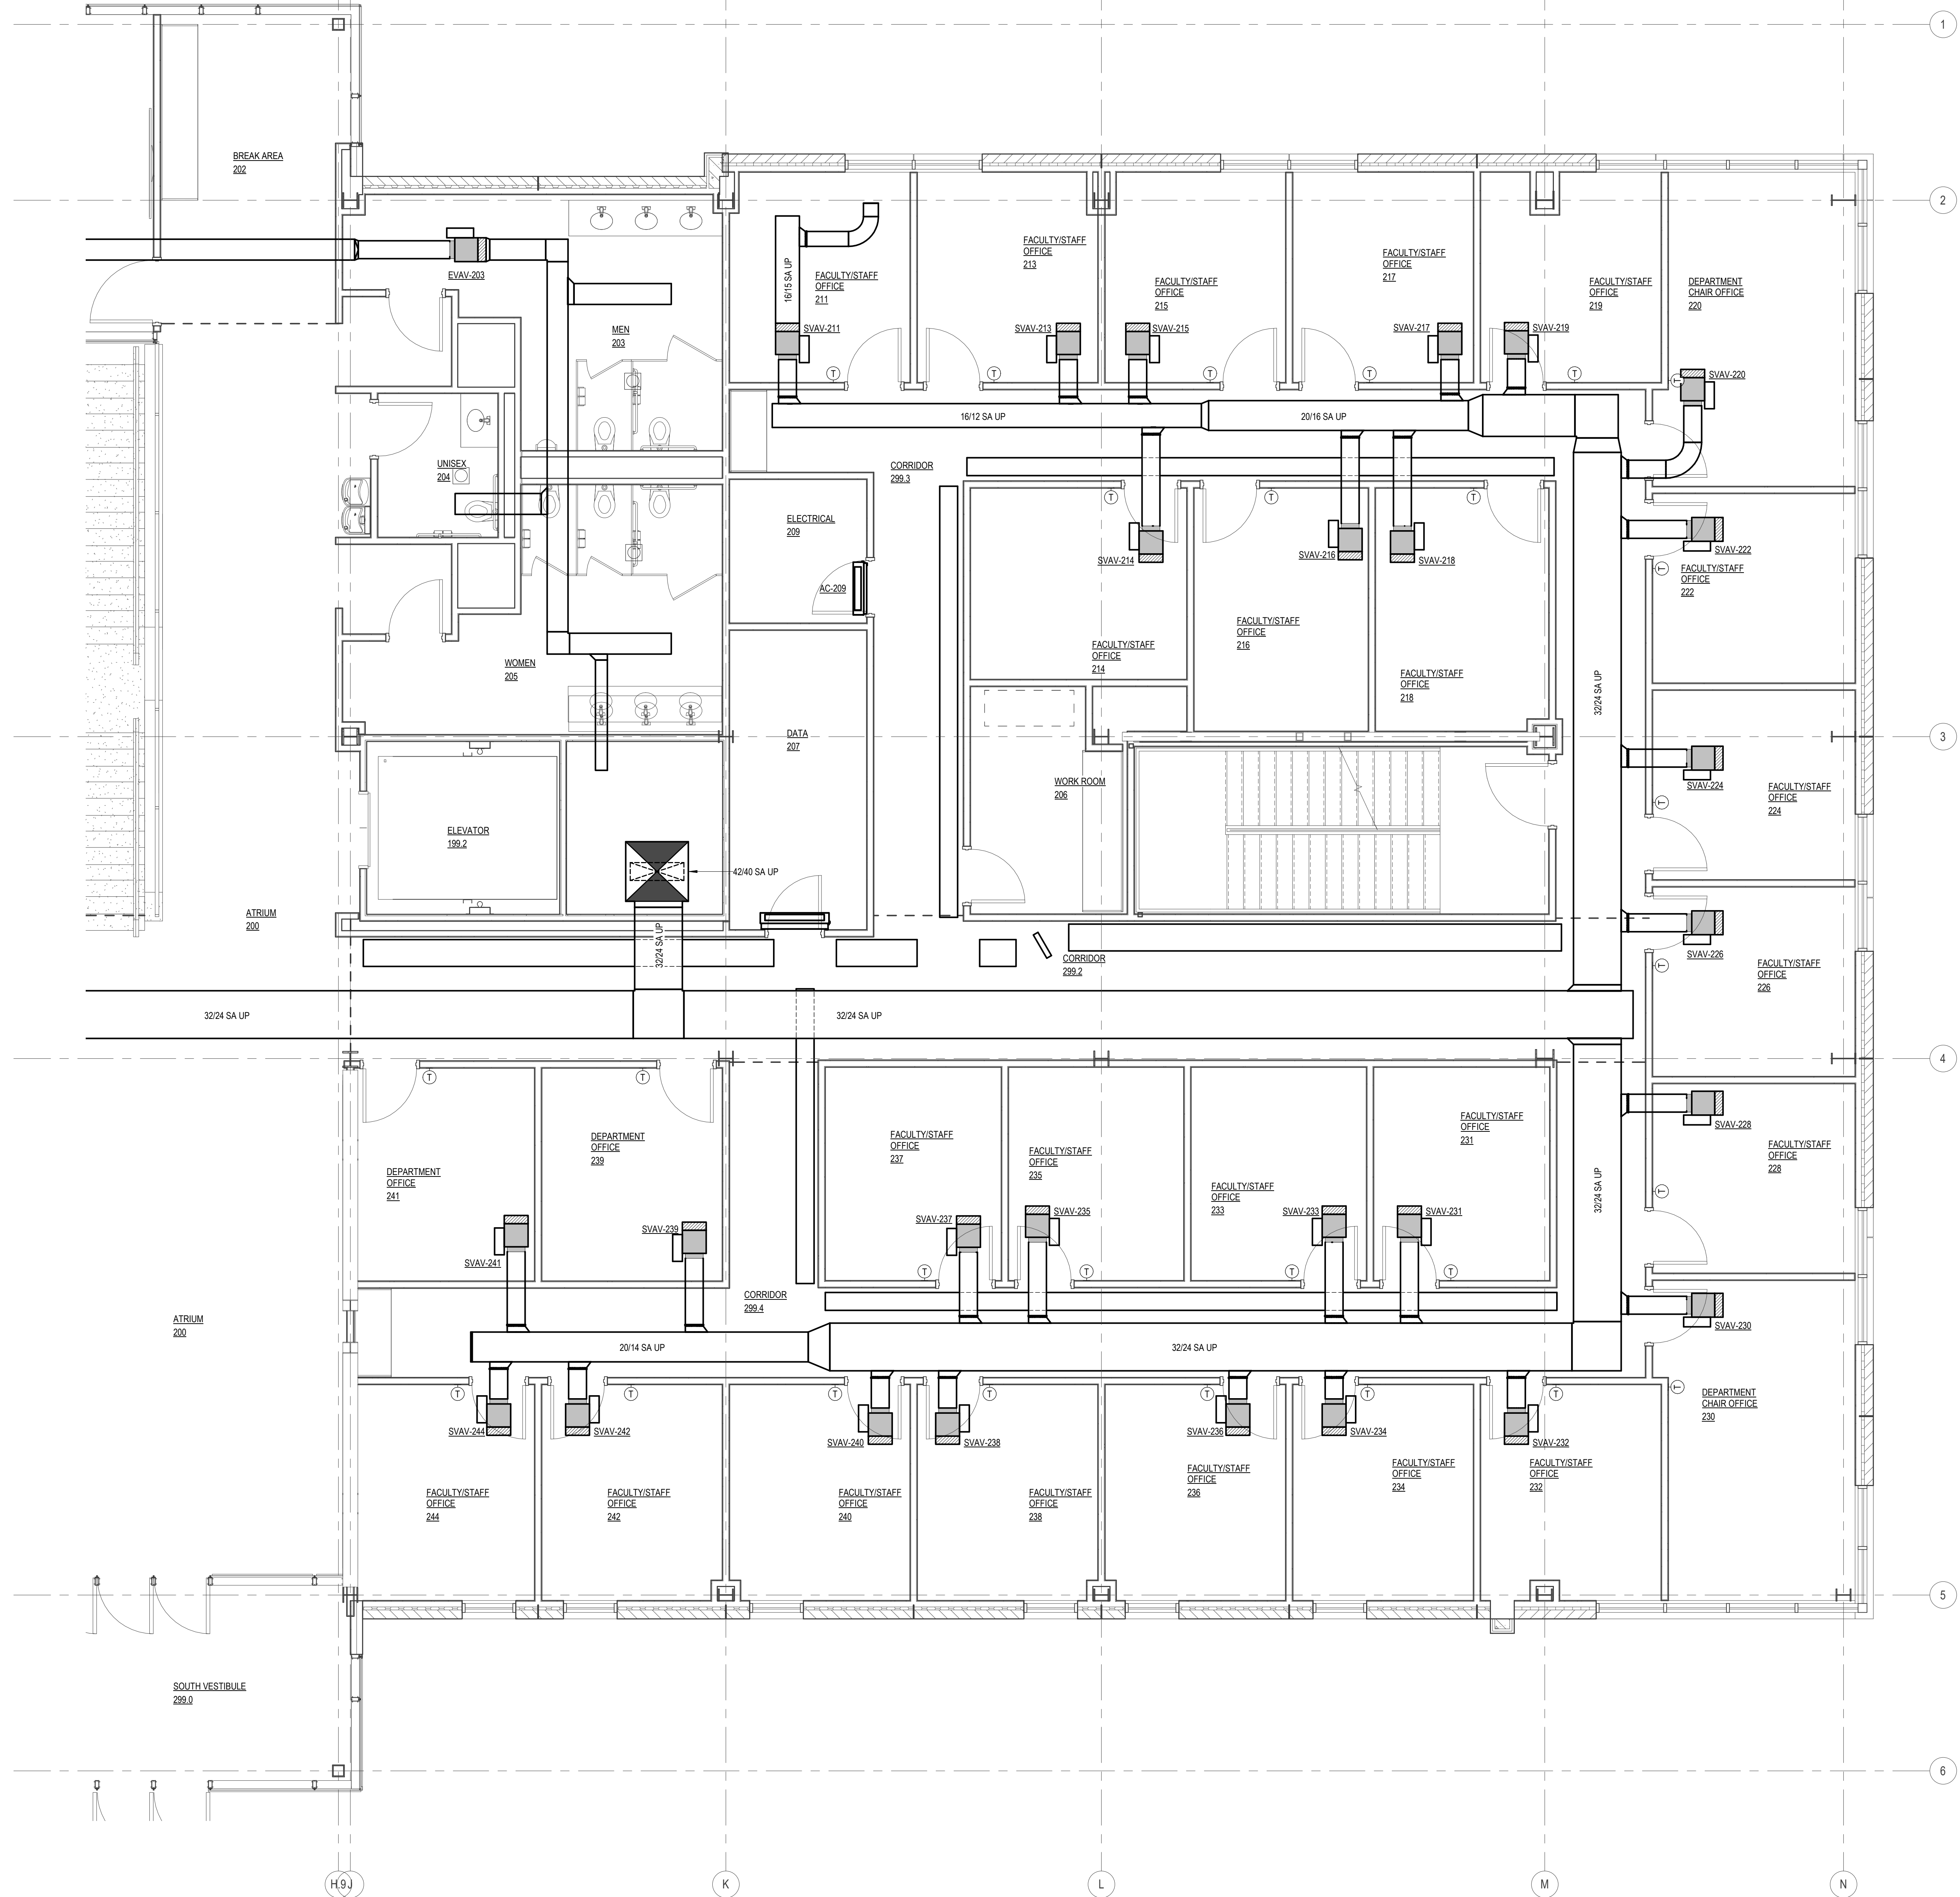 1
BREAK AREA
202
2
EVAV-203
MEN
203
16/15 SA UP
FACULTY/STAFF
OFFICE
211
SVAV-211
FACULTY/STAFF
OFFICE
213
SVAV-213
FACULTY/STAFF
OFFICE
215
SVAV-215
FACULTY/STAFF
OFFICE
217
SVAV-217
FACULTY/STAFF
OFFICE
219
SVAV-219
DEPARTMENT
CHAIR OFFICE
220
SVAV-220
T
T
T
T
T
T
16/12 SA UP
20/16 SA UP
UNISEX
204
CORRIDOR
299.3
T
T
T
ELECTRICAL
209
AC-209
SVAV-214
SVAV-216
SVAV-218
SVAV-222
FACULTY/STAFF
OFFICE
222
T
WOMEN
205
FACULTY/STAFF
OFFICE
214
FACULTY/STAFF
OFFICE
216
FACULTY/STAFF
OFFICE
218
32/24 SA UP
DATA
207
3
WORK ROOM
206
SVAV-224
FACULTY/STAFF
OFFICE
224
T
ELEVATOR
199.2
42/40 SA UP
ATRIUM
200
32/24 SA UP
CORRIDOR
299.2
SVAV-226
FACULTY/STAFF
OFFICE
226
T
32/24 SA UP
32/24 SA UP
4
T
T
DEPARTMENT
OFFICE
241
DEPARTMENT
OFFICE
239
FACULTY/STAFF
OFFICE
237
FACULTY/STAFF
OFFICE
235
FACULTY/STAFF
OFFICE
233
FACULTY/STAFF
OFFICE
231
SVAV-228
FACULTY/STAFF
OFFICE
228
T
32/24 SA UP
SVAV-241
SVAV-239
SVAV-237
SVAV-235
SVAV-233
SVAV-231
T
T
T
T
CORRIDOR
299.4
ATRIUM
200
SVAV-230
20/14 SA UP
32/24 SA UP
T
T
T
T
T
T
T
T
DEPARTMENT
CHAIR OFFICE
230
SVAV-244
SVAV-242
SVAV-240
SVAV-238
SVAV-236
SVAV-234
SVAV-232
FACULTY/STAFF
OFFICE
244
FACULTY/STAFF
OFFICE
242
FACULTY/STAFF
OFFICE
240
FACULTY/STAFF
OFFICE
238
FACULTY/STAFF
OFFICE
236
FACULTY/STAFF
OFFICE
234
FACULTY/STAFF
OFFICE
232
5
SOUTH VESTIBULE
299.0
6
H.9
J
K
L
M
N